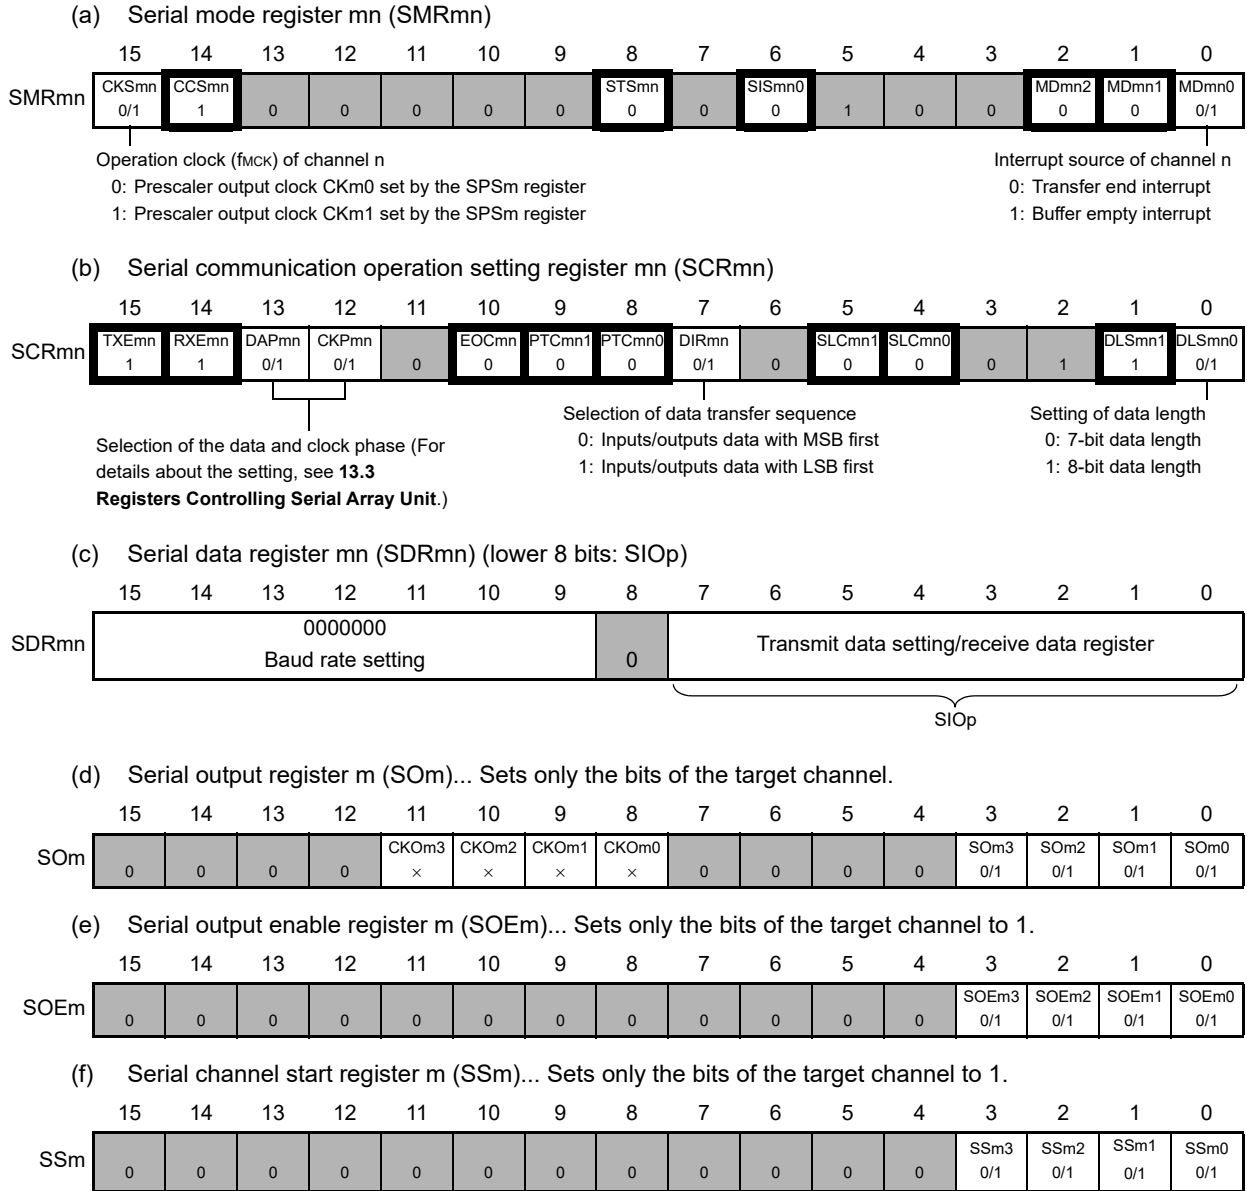 (a) Serial mode register mn (SMRmn)
15 14 13 12 11 10 9 8 7 6 5 4 3 2 1 0
SMRmn CKSmn CCSmn STSmn SISmn0 MDmn2 MDmn1 MDmn0
0/1 1 0 0 0 0 0 0 0 0 1 0 0 0 0 0/1
Operation clock (fMCK) of channel n
0: Prescaler output clock CKm0 set by the SPSm register
1: Prescaler output clock CKm1 set by the SPSm register
Interrupt source of channel n
0: Transfer end interrupt
1: Buffer empty interrupt
(b) Serial communication operation setting register mn (SCRmn)
15 14 13 12 11 10 9 8 7 6 5 4 3 2 1 0
SCRmn TXEmn RXEmn DAPmn CKPmn EOCmn PTCmn1 PTCmn0 DIRmn SLCmn1 SLCmn0 DLSmn1 DLSmn0
1 1 0/1 0/1 0 0 0 0 0/1 0 0 0 0 1 1 0/1
Selection of the data and clock phase (For
details about the setting, see 13.3
Registers Controlling Serial Array Unit.)
Selection of data transfer sequence
0: Inputs/outputs data with MSB first
1: Inputs/outputs data with LSB first
Setting of data length
0: 7-bit data length
1: 8-bit data length
(c) Serial data register mn (SDRmn) (lower 8 bits: SIOp)
15 14 13 12 11 10 9 8 7 6 5 4 3 2 1 0
SDRmn
0000000
Baud rate setting
0
Transmit data setting/receive data register
SIOp
(d) Serial output register m (SOm)... Sets only the bits of the target channel.
15 14 13 12 11 10 9 8 7 6 5 4 3 2 1 0
SOm CKOm3 CKOm2 CKOm1 CKOm0 SOm3 SOm2 SOm1 SOm0
0 0 0 0 × × × × 0 0 0 0 0/1 0/1 0/1 0/1
(e) Serial output enable register m (SOEm)... Sets only the bits of the target channel to 1.
15 14 13 12 11 10 9 8 7 6 5 4 3 2 1 0
SOEm SOEm3 SOEm2 SOEm1 SOEm0
0 0 0 0 0 0 0 0 0 0 0 0 0/1 0/1 0/1 0/1
(f) Serial channel start register m (SSm)... Sets only the bits of the target channel to 1.
15 14 13 12 11 10 9 8 7 6 5 4 3 2 1 0
SSm SSm3 SSm2 SSm1 SSm0
0 0 0 0 0 0 0 0 0 0 0 0 0/1 0/1 0/1 0/1